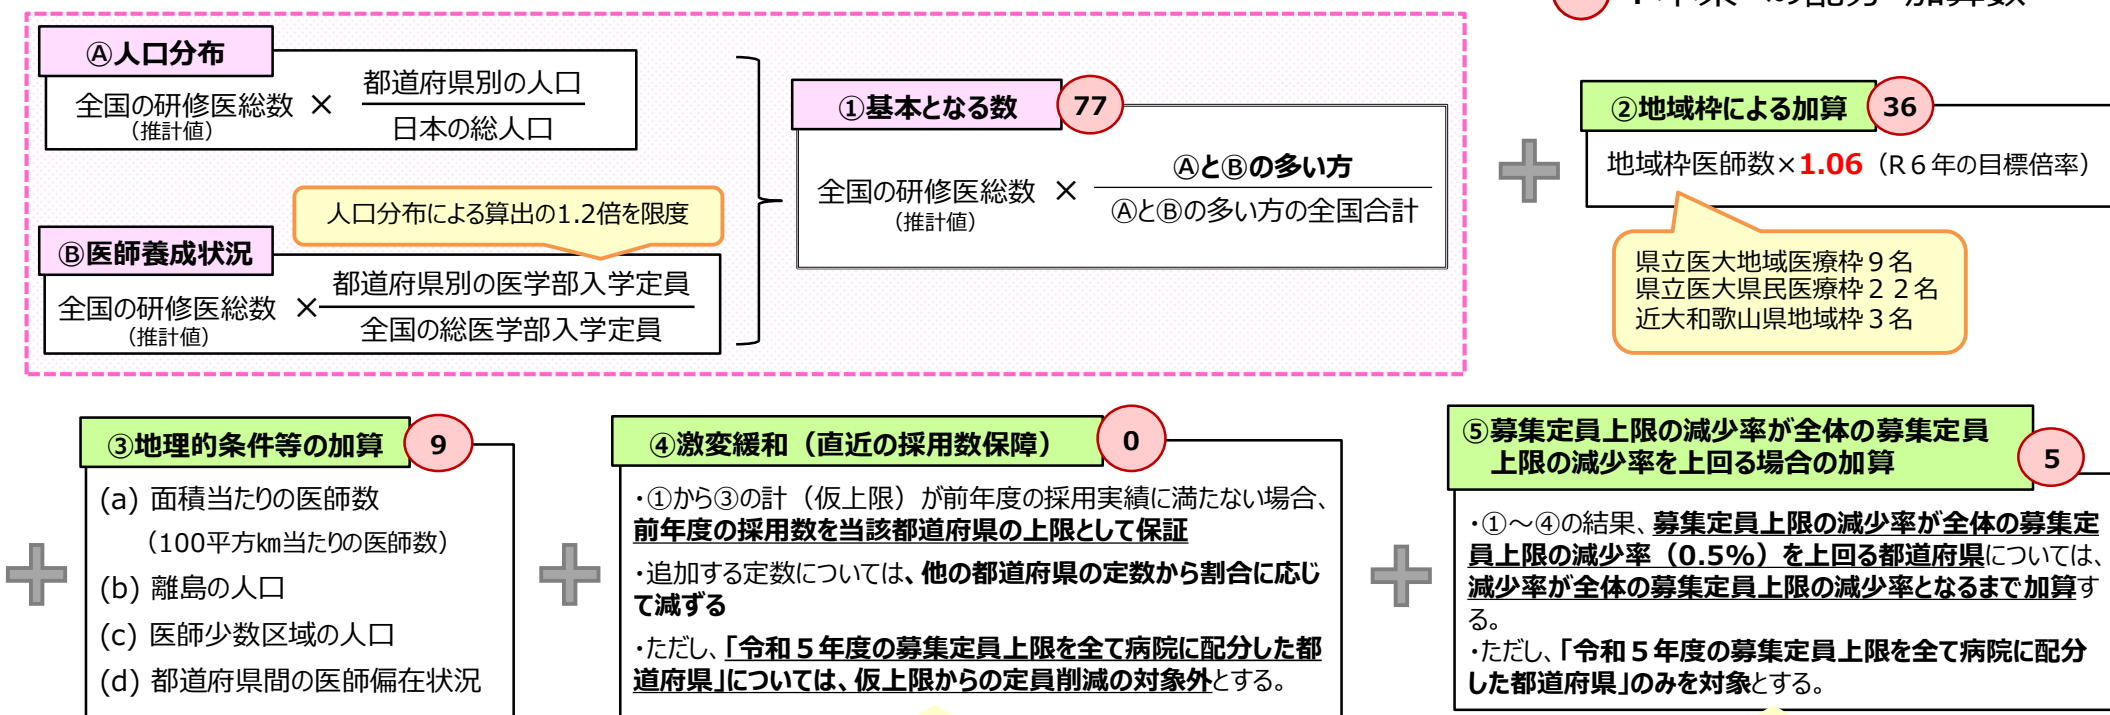 Ⓐ人口分布
全国の研修医総数 × 都道府県別の人口
(推計値)
日本の総人口
人口分布による算出の1.2倍を限度
Ⓑ医師養成状況
全国の研修医総数 × 都道府県別の医学部入学定員
(推計値)
全国の総医学部入学定員
①基本となる数 77
全国の研修医総数 × ⒶとⒷの多い方
(推計値)
ⒶとⒷの多い方の全国合計
②地域枠による加算 36
地域枠医師数×1.06（R６年の目標倍率）
県立医大地域医療枠９名
県立医大県民医療枠２２名
近大和歌山県地域枠３名
③地理的条件等の加算 9
(a) 面積当たりの医師数
（100平方㎞当たりの医師数）
(b) 離島の人口
(c) 医師少数区域の人口
(d) 都道府県間の医師偏在状況
④激変緩和（直近の採用数保障） 0
・①から③の計（仮上限）が前年度の採用実績に満たない場合、
前年度の採用数を当該都道府県の上限として保証
・追加する定数については、他の都道府県の定数から割合に応じ
て減ずる
・ただし、「令和５年度の募集定員上限を全て病院に配分した都
道府県」については、仮上限からの定員削減の対象外とする。
⑤募集定員上限の減少率が全体の募集定員
上限の減少率を上回る場合の加算 5
・①～④の結果、募集定員上限の減少率が全体の募集定
員上限の減少率（0.5%）を上回る都道府県については、
減少率が全体の募集定員上限の減少率となるまで加算す
る。
・ただし、「令和５年度の募集定員上限を全て病院に配分
した都道府県」のみを対象とする。